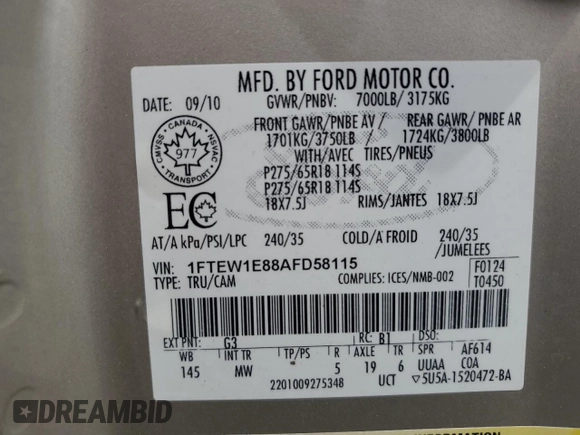 MFD. BY FORD MOTOR CO.
DATE: 09/10 GVWR/PNBV: 7000LB/ 3175KG
FRONT GAWR/PNBE AV / REAR GAWR/ PNBE AR
1701KG/3750LB 1724KG/3800LB
WITH/AVEC TIRES/PNEUS
P275/65R18 114S
P275/65R18 114S
18X7.5J RIMS/JANTES 18X7.5J
CMVSS · CANADA · NSVAC
977
TRANSPORT
EC
AT/A kPa/PSI/LPC 240/35 COLD/A FROID 240/35
/JUMELEES
VIN: 1FTEW1E88AFD58115
TYPE: TRU/CAM COMPLIES: ICES/NMB-002
F0124
T0450
EXT PNT: G3 RC: B1 DSO:
WB INT TR TP/PS R AXLE TR SPR AF614
145 MW 5 19 6 UUAA COA
2201009275348 UCT ▽5U5A-1520472-BA
DREAMBID
INFORMATION